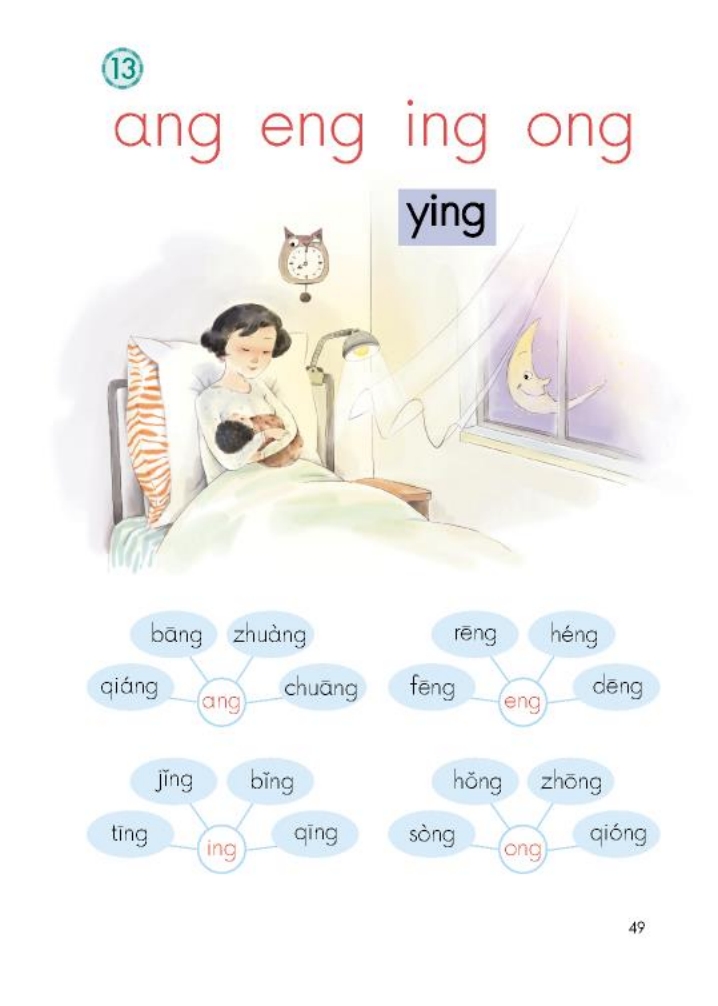 13
ang eng ing ong
ying
bāng zhuàng
qiáng ang chuāng
rēng héng
fēng eng dēng
jǐng bǐng
tīng ing qīng
hǒng zhōng
sòng ong qióng
49